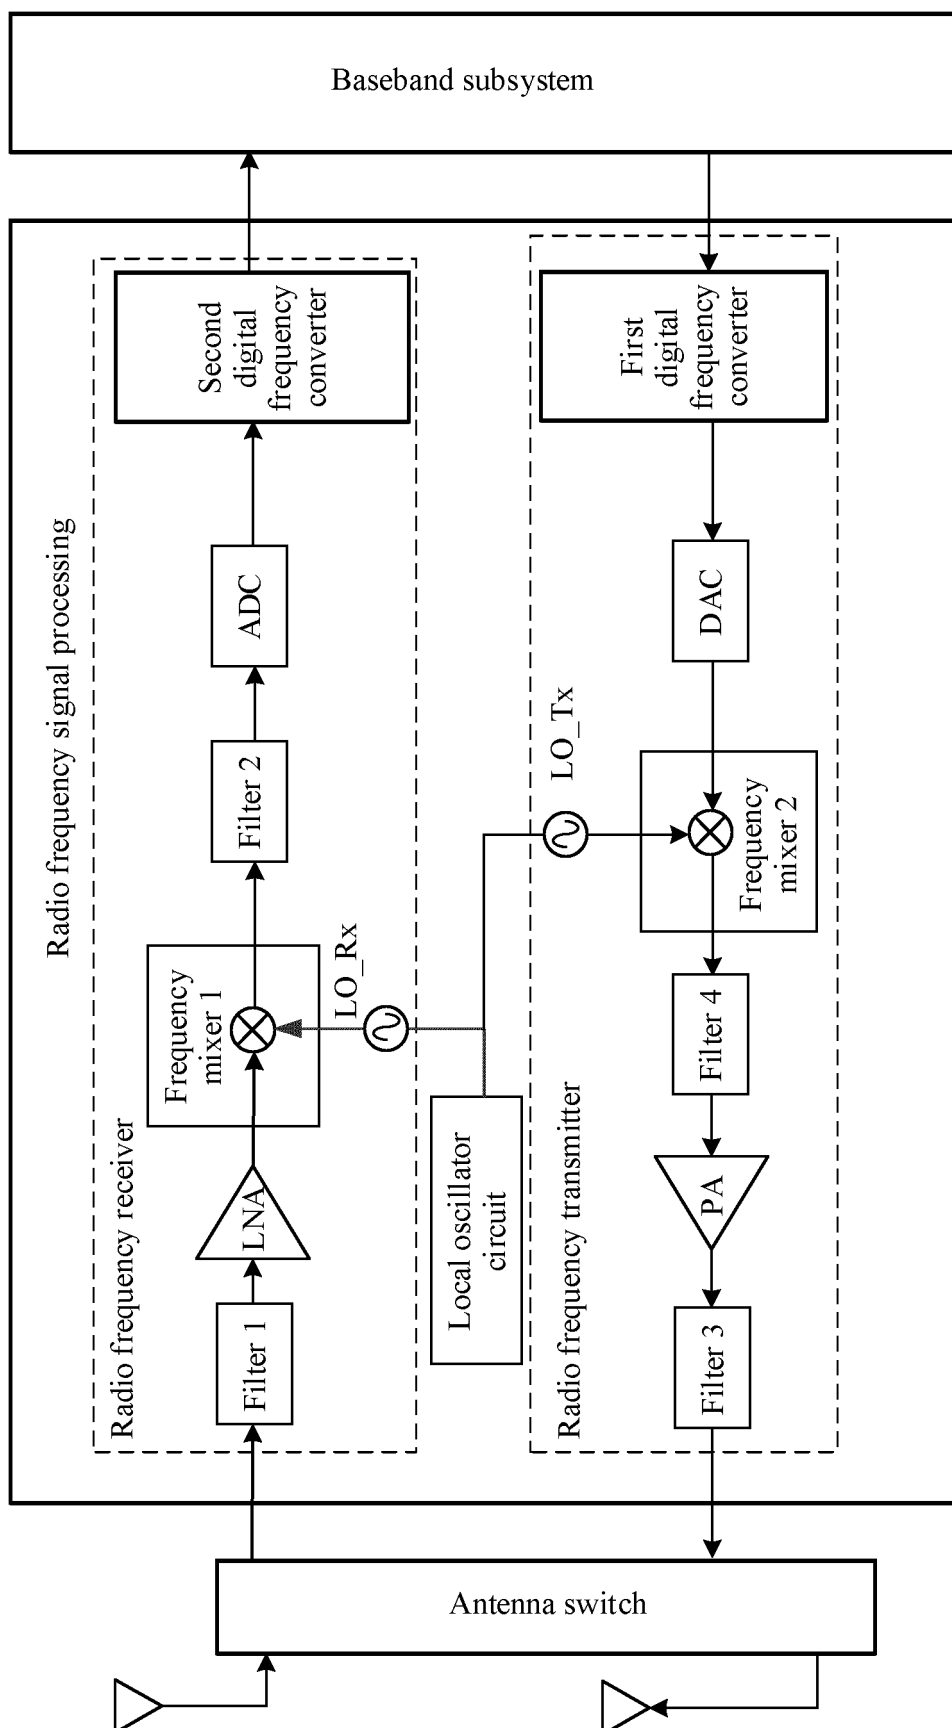 Baseband subsystem
Radio frequency signal processing
Second
digital
frequency
converter
First
digital
frequency
converter
ADC
DAC
Filter 2
LO_Tx
Frequency
mixer 2
LO_Rx
Frequency
mixer 1
Filter 4
Radio frequency receiver
LNA
Local oscillator
circuit
Radio frequency transmitter
PA
Filter 1
Filter 3
Antenna switch